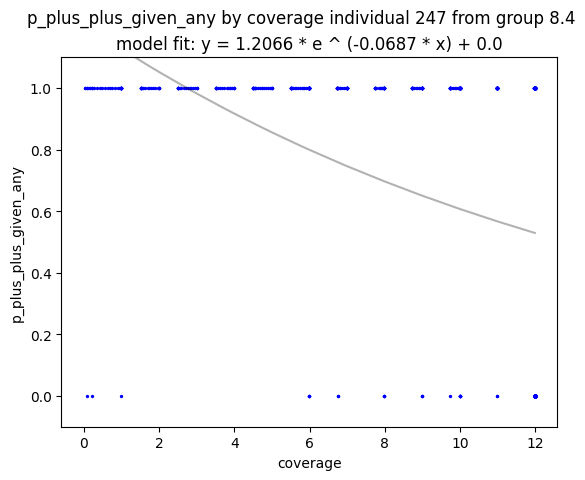 p_plus_plus_given_any by coverage individual 247 from group 8.4
model fit: y = 1.2066 * e ^ (-0.0687 * x) + 0.0
p_plus_plus_given_any
1.0
0.8
0.6
0.4
0.2
0.0
0 2 4 6 8 10 12
coverage